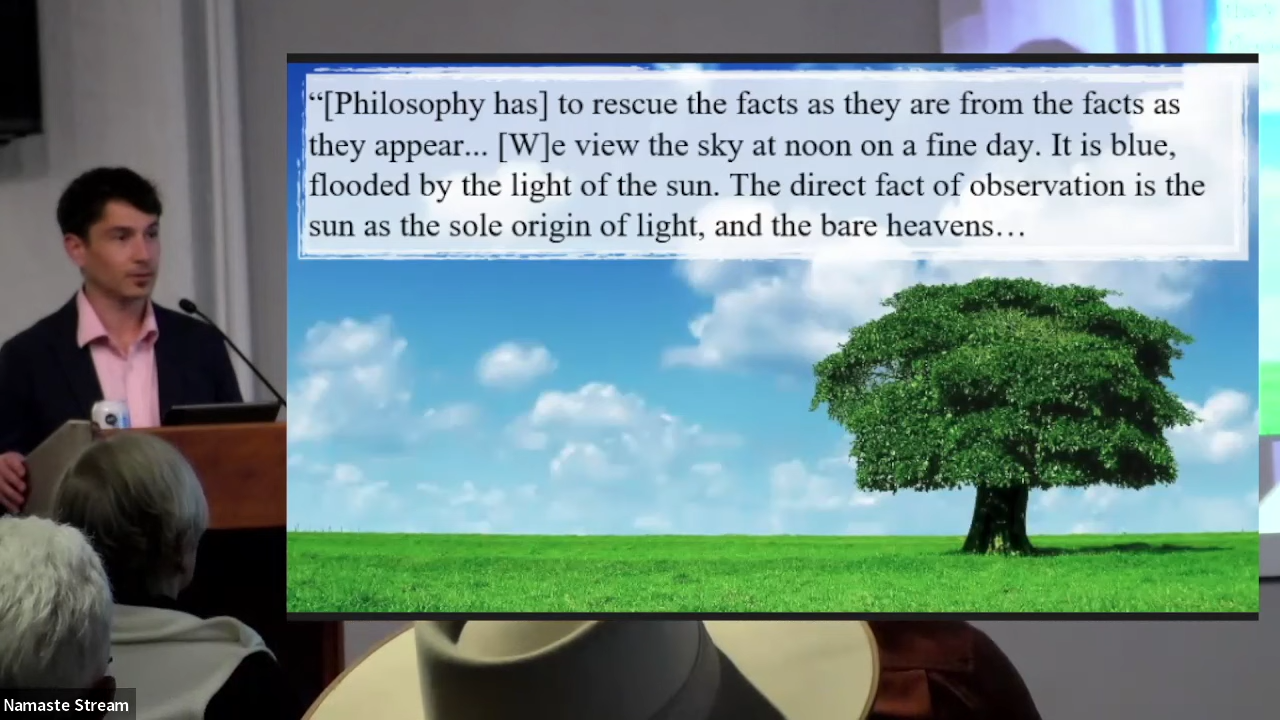 “[Philosophy has] to rescue the facts as they are from the facts as
they appear... [W]e view the sky at noon on a fine day. It is blue,
flooded by the light of the sun. The direct fact of observation is the
sun as the sole origin of light, and the bare heavens…
Namaste Stream